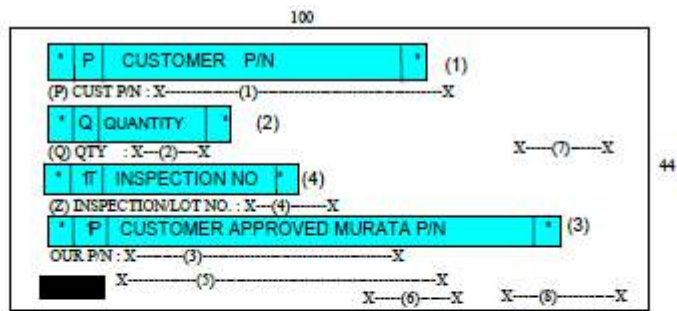 100
* P CUSTOMER P/N * (1)
(P) CUST P/N : X---------------(1)-----------------------------------X
* Q QUANTITY * (2)
(Q) QTY : X---(2)----X X-----(7)------X
44
* 1T INSPECTION NO * (4)
(Z) INSPECTION/LOT NO. : X---(4)-------X
* 1P CUSTOMER APPROVED MURATA P/N * (3)
OUR P/N : X---------(3)-----------------------------------X
X--------------(5)------------------------------------X
X-----(6)-----X X-----(8)----------X